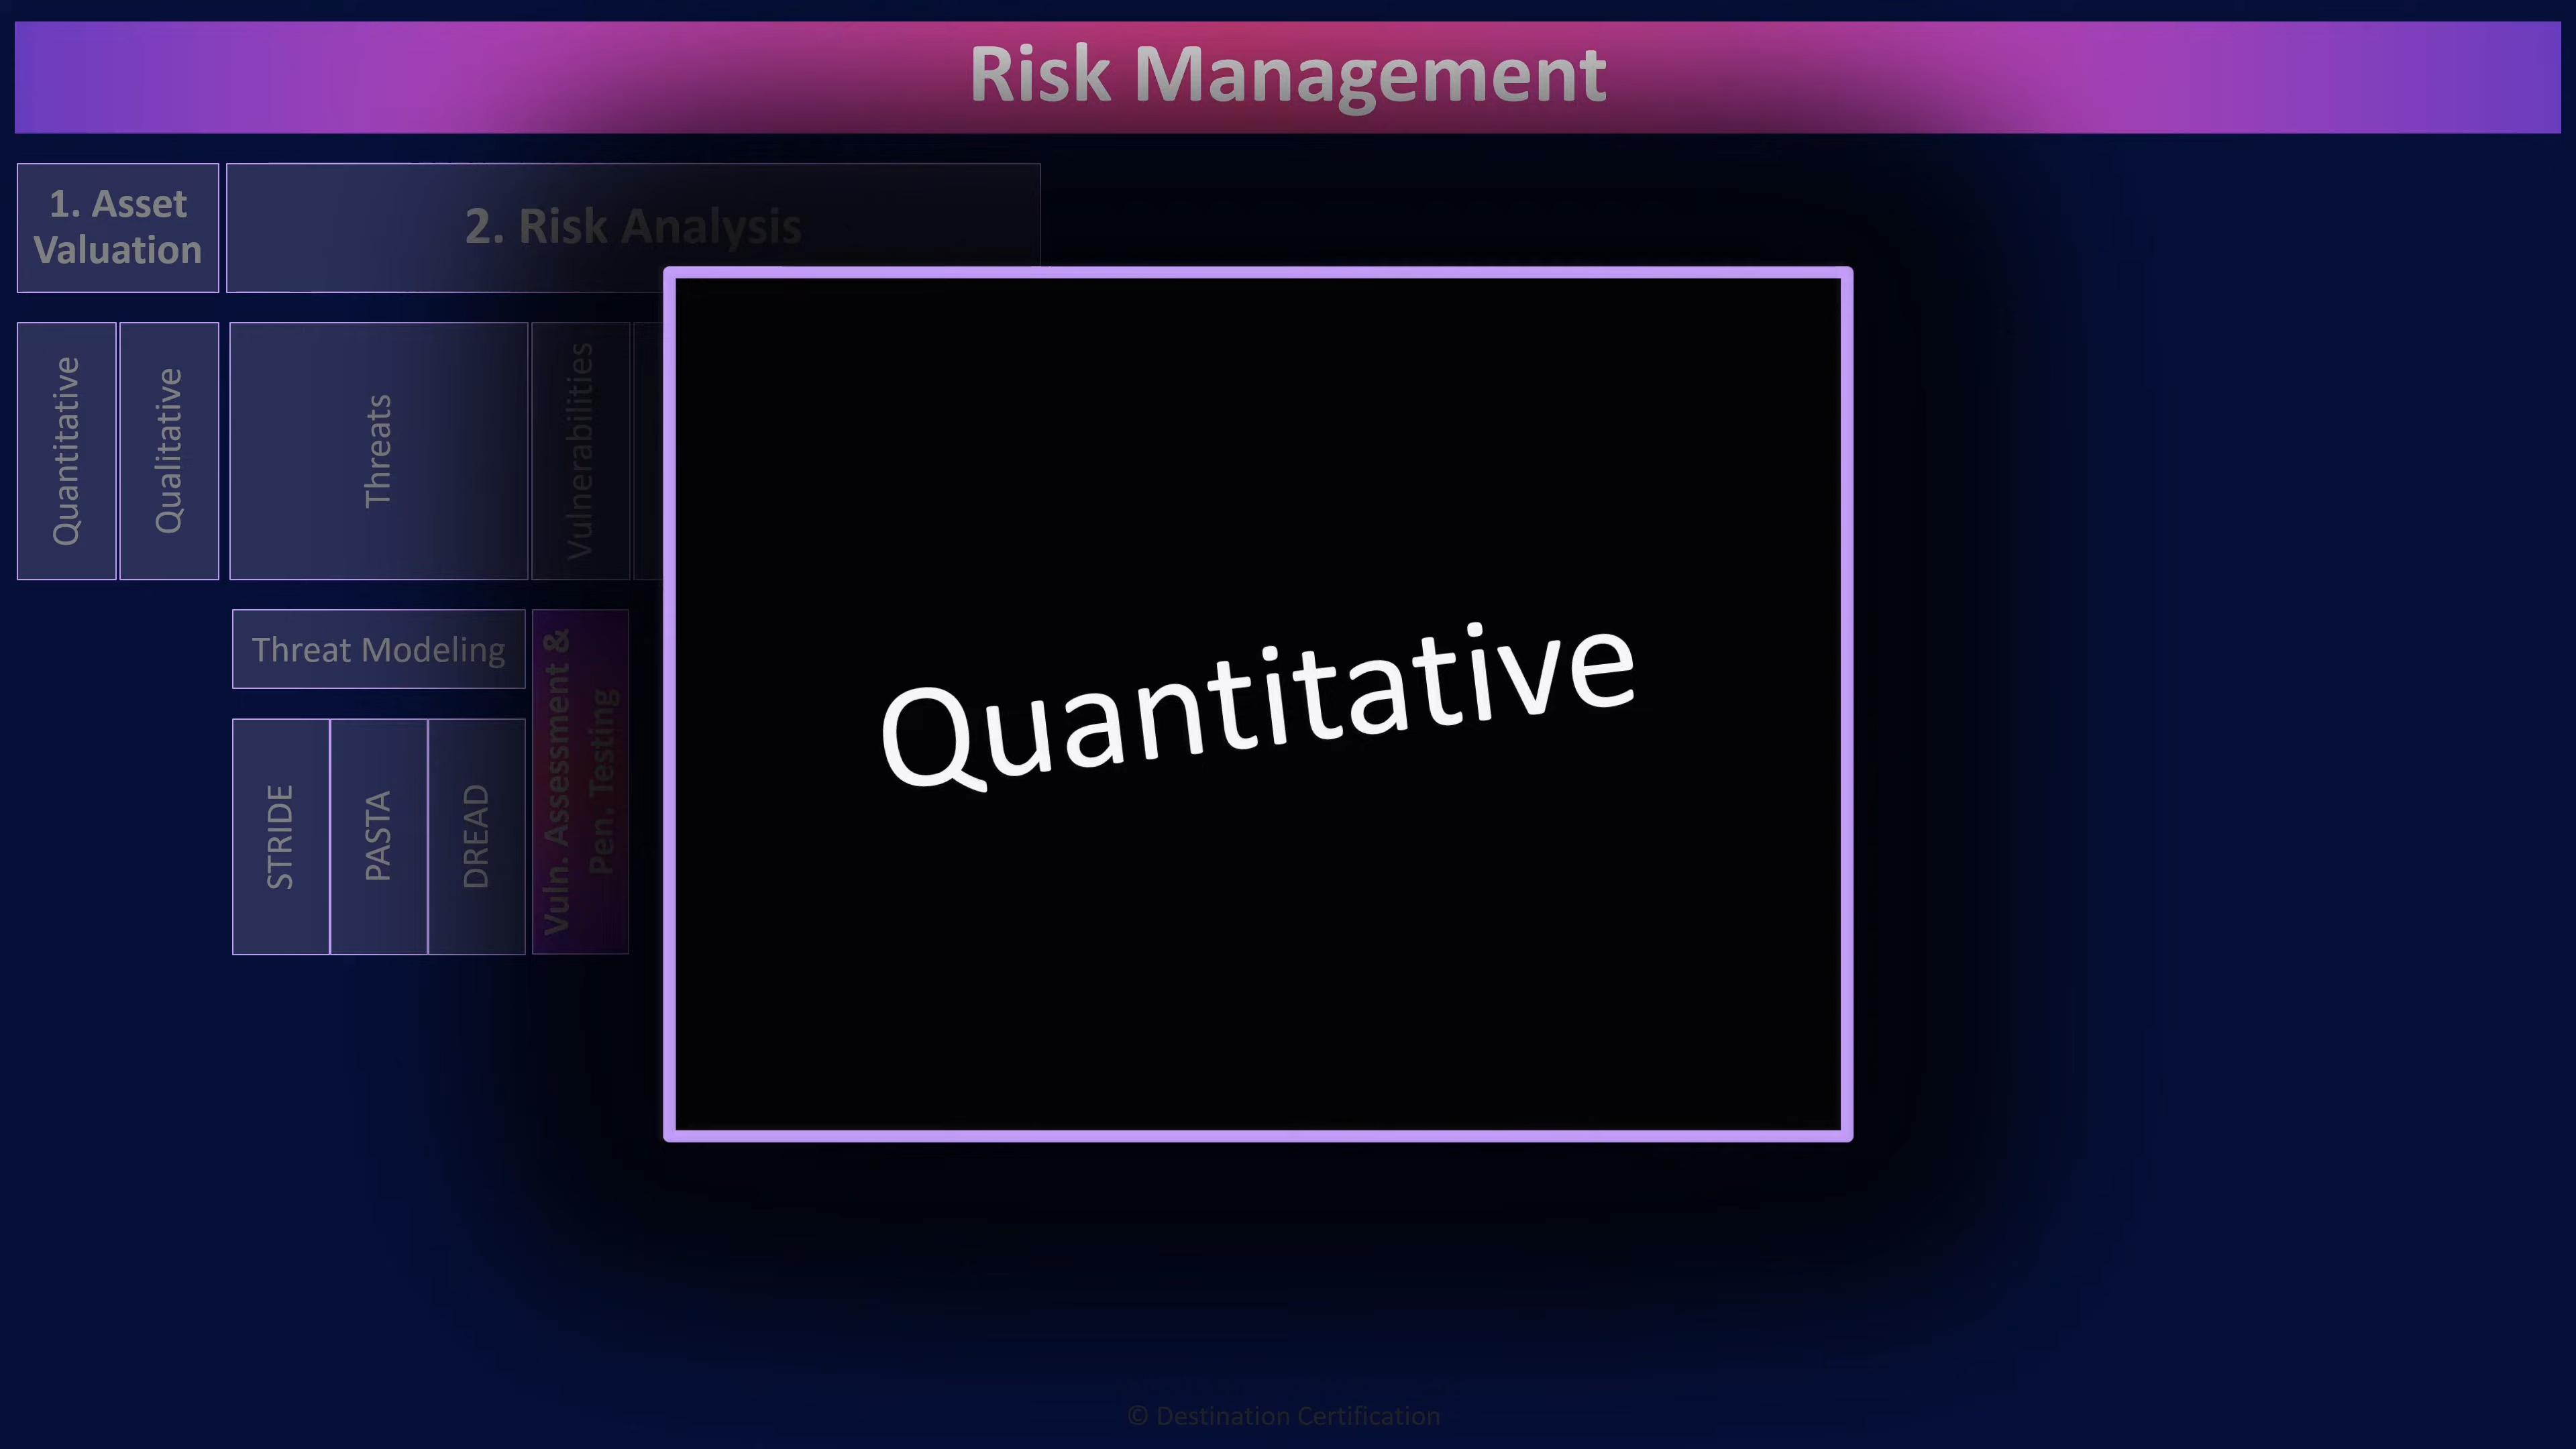 Risk Management
1. Asset
Valuation
2. Risk Analysis
Quantitative
Qualitative
Threats
Vulnerabilities
Threat Modeling
STRIDE
PASTA
DREAD
Vuln. Assessment &
Pen. Testing
Quantitative
© Destination Certification